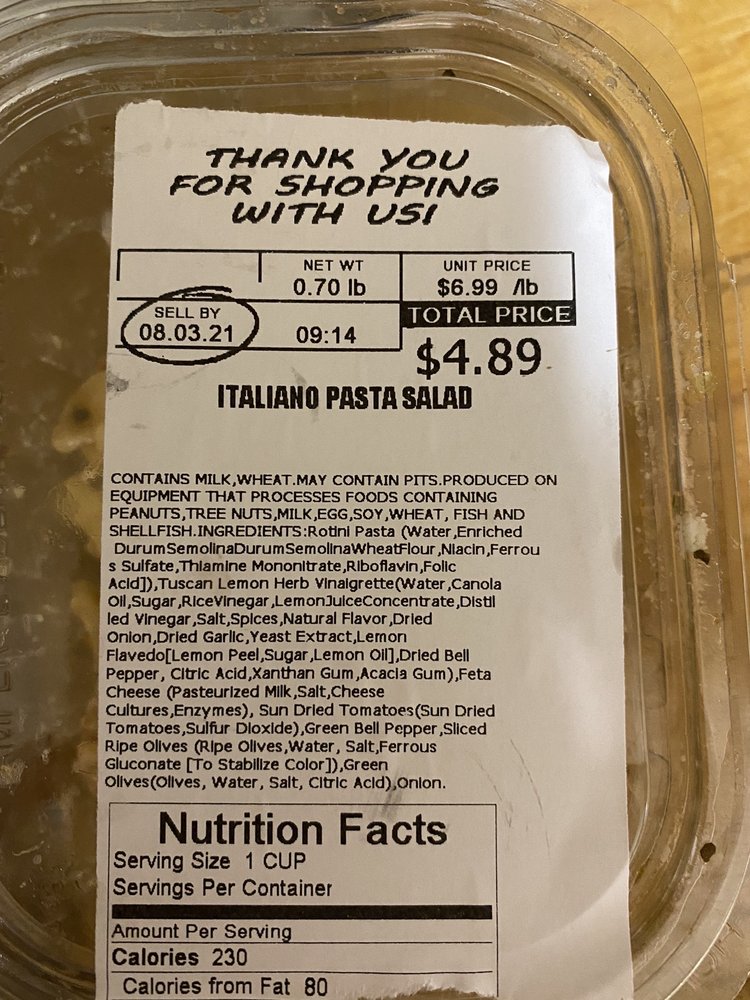 THANK YOU
FOR SHOPPING
WITH US!
NET WT
UNIT PRICE
0.70 lb
$6.99 /lb
SELL BY
TOTAL PRICE
08.03.21
09:14
$4.89
ITALIANO PASTA SALAD
CONTAINS MILK,WHEAT.MAY CONTAIN PITS.PRODUCED ON
EQUIPMENT THAT PROCESSES FOODS CONTAINING
PEANUTS,TREE NUTS,MILK,EGG,SOY,WHEAT, FISH AND
SHELLFISH.INGREDIENTS:Rotini Pasta (Water,Enriched
DurumSemolinaDurumSemolinaWheatFlour,Niacin,Ferrou
s Sulfate,Thiamine Mononitrate,Riboflavin,Folic
Acid]),Tuscan Lemon Herb Vinaigrette(Water,Canola
Oil,Sugar,RiceVinegar,LemonJuiceConcentrate,Distil
led Vinegar,Salt,Spices,Natural Flavor,Dried
Onion,Dried Garlic,Yeast Extract,Lemon
Flavedo[Lemon Peel,Sugar,Lemon Oil],Dried Bell
Pepper, Citric Acid,Xanthan Gum,Acacia Gum),Feta
Cheese (Pasteurized Milk,Salt,Cheese
Cultures,Enzymes), Sun Dried Tomatoes(Sun Dried
Tomatoes,Sulfur Dioxide),Green Bell Pepper,Sliced
Ripe Olives (Ripe Olives,Water, Salt,Ferrous
Gluconate [To Stabilize Color]),Green
Olives(Olives, Water, Salt, Citric Acid),Onion.
Nutrition Facts
Serving Size 1 CUP
Servings Per Container
Amount Per Serving
Calories 230
Calories from Fat 80